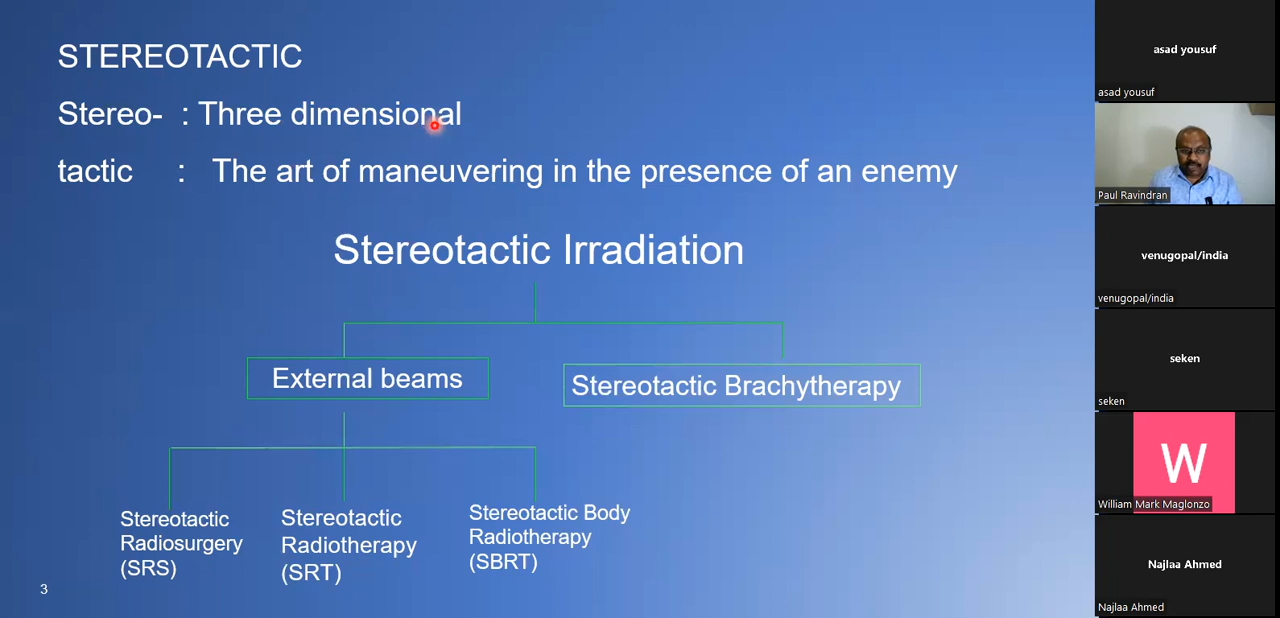 STEREOTACTIC
Stereo- : Three dimensional
tactic : The art of maneuvering in the presence of an enemy
Stereotactic Irradiation
External beams
Stereotactic Brachytherapy
Stereotactic
Radiosurgery
(SRS)
Stereotactic
Radiotherapy
(SRT)
Stereotactic Body
Radiotherapy
(SBRT)
3
asad yousuf
asad yousuf
Paul Ravindran
venugopal/india
venugopal/india
seken
seken
W
William Mark Maglonzo
Najlaa Ahmed
Najlaa Ahmed